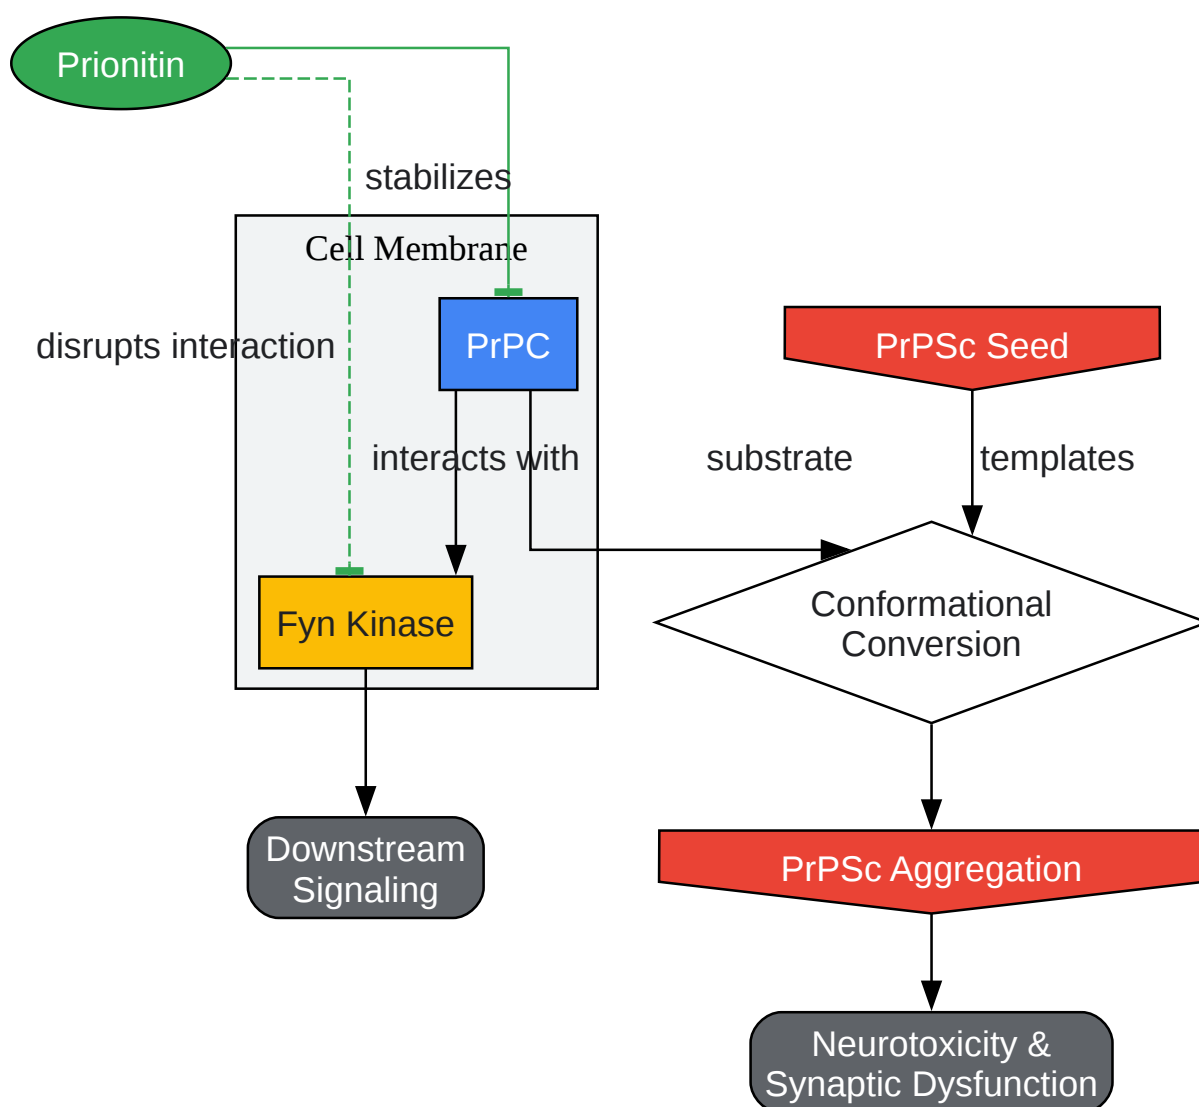 Prionitin
stabilizes
Cell Membrane
disrupts interaction
PrPC
PrPSc Seed
interacts with
substrate
templates
Conformational
Conversion
Fyn Kinase
Downstream
Signaling
PrPSc Aggregation
Neurotoxicity &
Synaptic Dysfunction